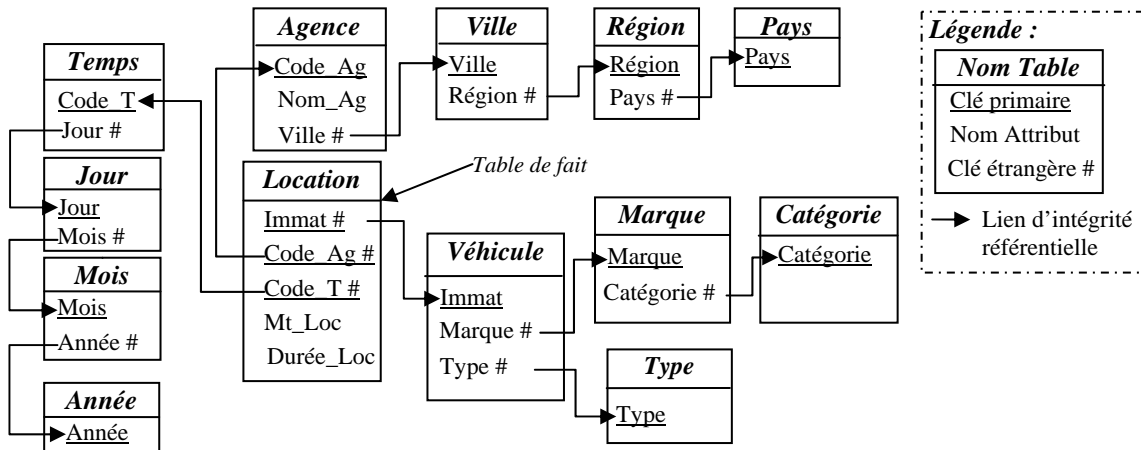 Temps
Code_T
Jour #
Jour
Jour
Mois #
Mois
Mois
Année #
Année
Année
Agence
Code_Ag
Nom_Ag
Ville #
Ville
Ville
Région #
Région
Région
Pays #
Pays
Pays
Location
Immat #
Code_Ag #
Code_T #
Mt_Loc
Durée_Loc
Table de fait
Véhicule
Immat
Marque #
Type #
Marque
Marque
Catégorie #
Catégorie
Catégorie
Type
Type
Légende :
Nom Table
Clé primaire
Nom Attribut
Clé étrangère #
Lien d’intégrité
référentielle